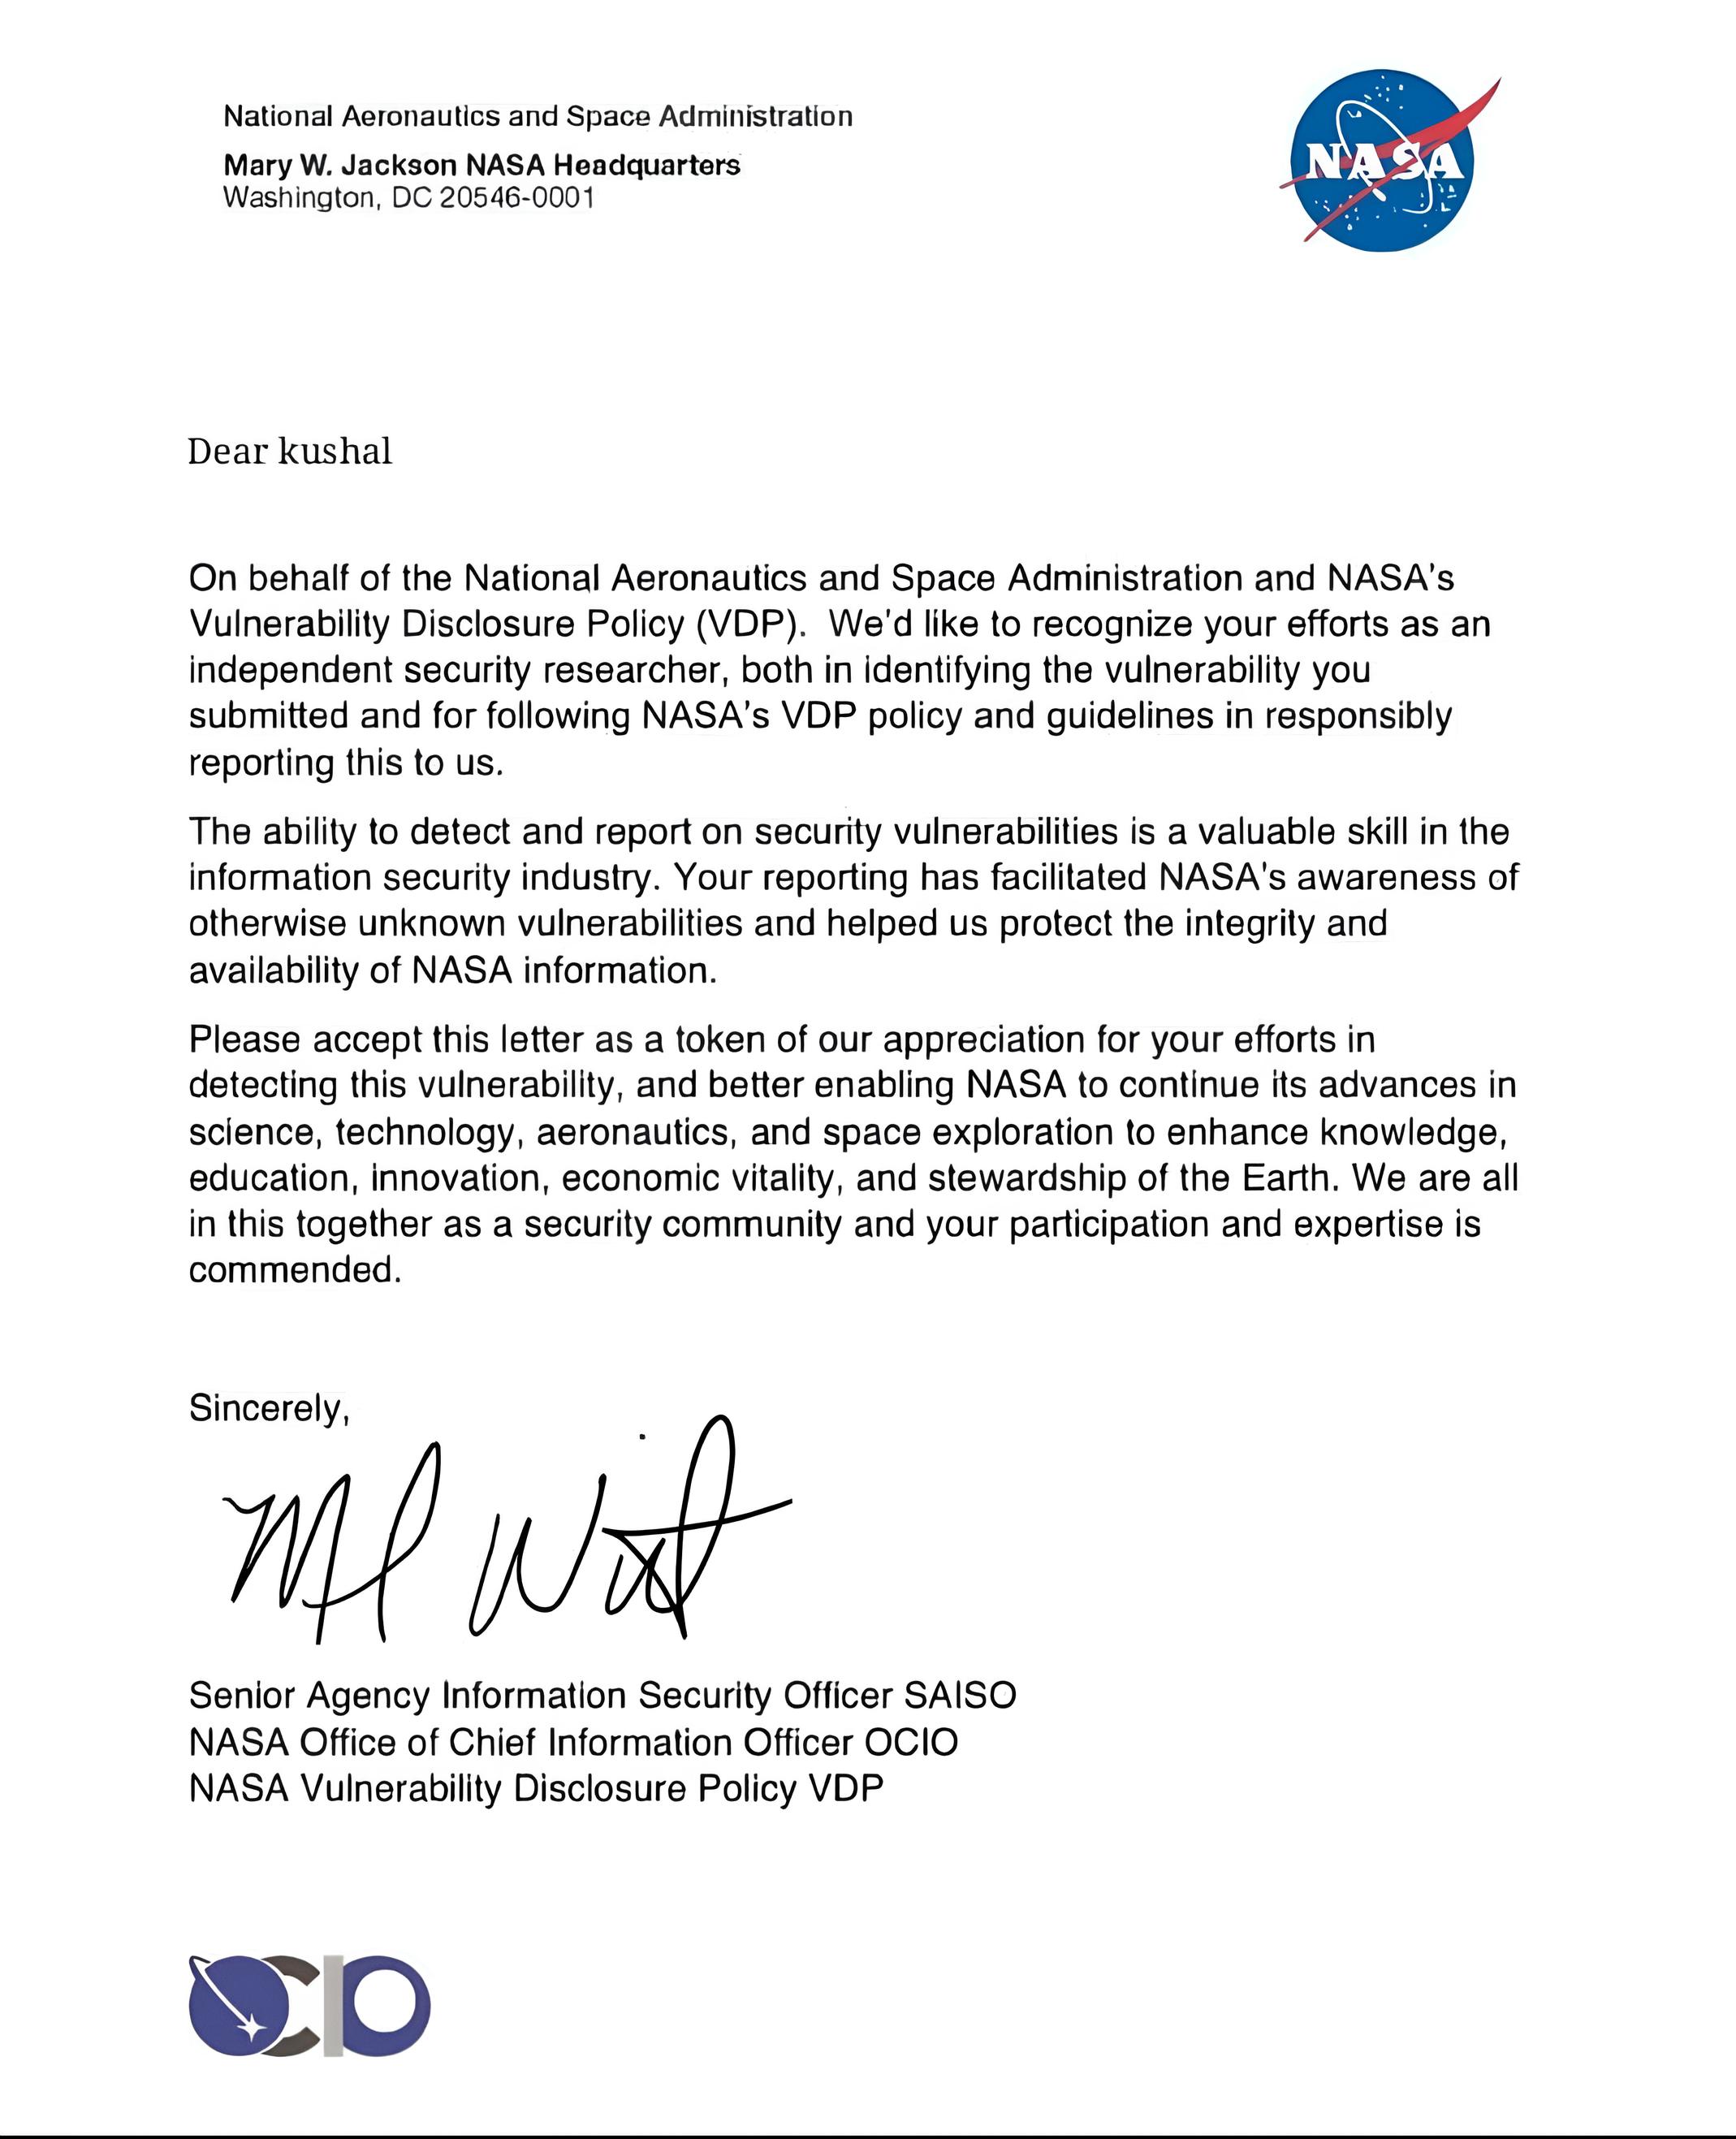 National Aeronautics and Space Administration
Mary W. Jackson NASA Headquarters
Washington, DC 20546-0001
NASA
Dear kushal
On behalf of the National Aeronautics and Space Administration and NASA's
Vulnerability Disclosure Policy (VDP).  We'd like to recognize your efforts as an
independent security researcher, both in identifying the vulnerability you
submitted and for following NASA's VDP policy and guidelines in responsibly
reporting this to us.
The ability to detect and report on security vulnerabilities is a valuable skill in the
information security industry. Your reporting has facilitated NASA's awareness of
otherwise unknown vulnerabilities and helped us protect the integrity and
availability of NASA information.
Please accept this letter as a token of our appreciation for your efforts in
detecting this vulnerability, and better enabling NASA to continue its advances in
science, technology, aeronautics, and space exploration to enhance knowledge,
education, innovation, economic vitality, and stewardship of the Earth. We are all
in this together as a security community and your participation and expertise is
commended.
Sincerely,
Senior Agency Information Security Officer SAISO
NASA Office of Chief Information Officer OCIO
NASA Vulnerability Disclosure Policy VDP
OCIO